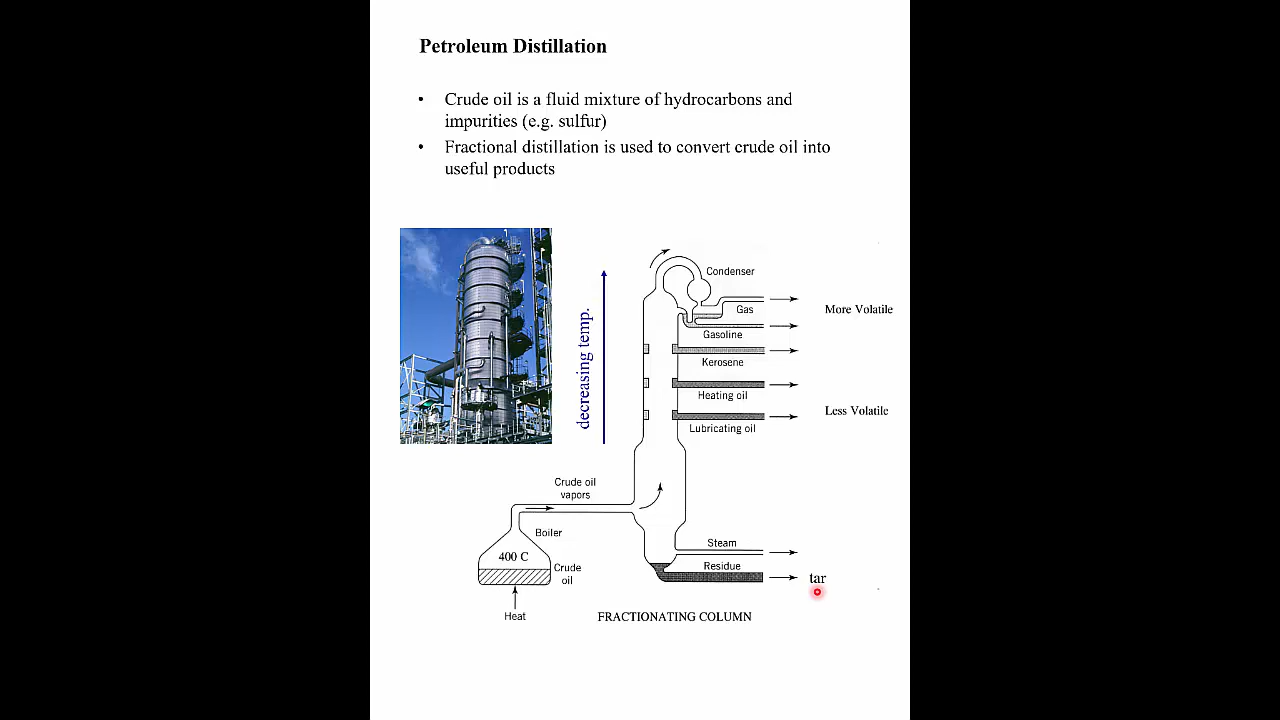 Petroleum Distillation
• Crude oil is a fluid mixture of hydrocarbons and
impurities (e.g. sulfur)
• Fractional distillation is used to convert crude oil into
useful products
decreasing temp.
Condenser
Gas
More Volatile
Gasoline
Kerosene
Heating oil
Less Volatile
Lubricating oil
Crude oil
vapors
Boiler
400 C
Crude
oil
Heat
Steam
Residue
tar
FRACTIONATING COLUMN